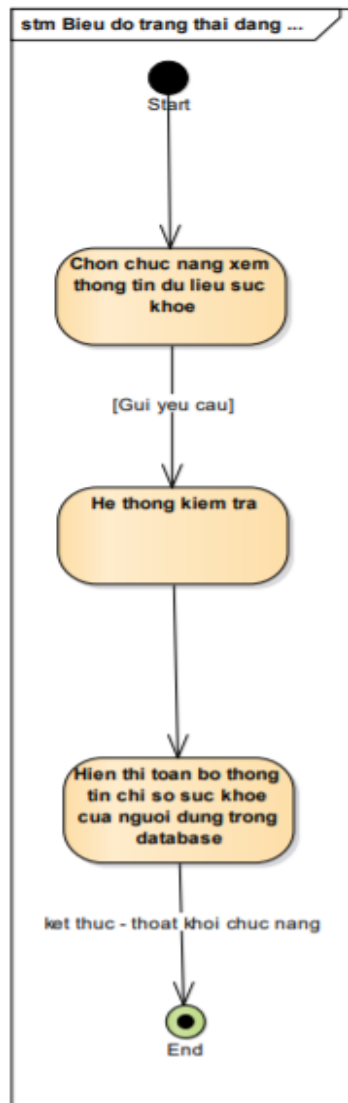 stm Bieu do trang thai dang ...
Start
Chon chuc nang xem
thong tin du lieu suc
khoe
[Gui yeu cau]
He thong kiem tra
Hien thi toan bo thong
tin chi so suc khoe
cua nguoi dung trong
database
ket thuc - thoat khoi chuc nang
End